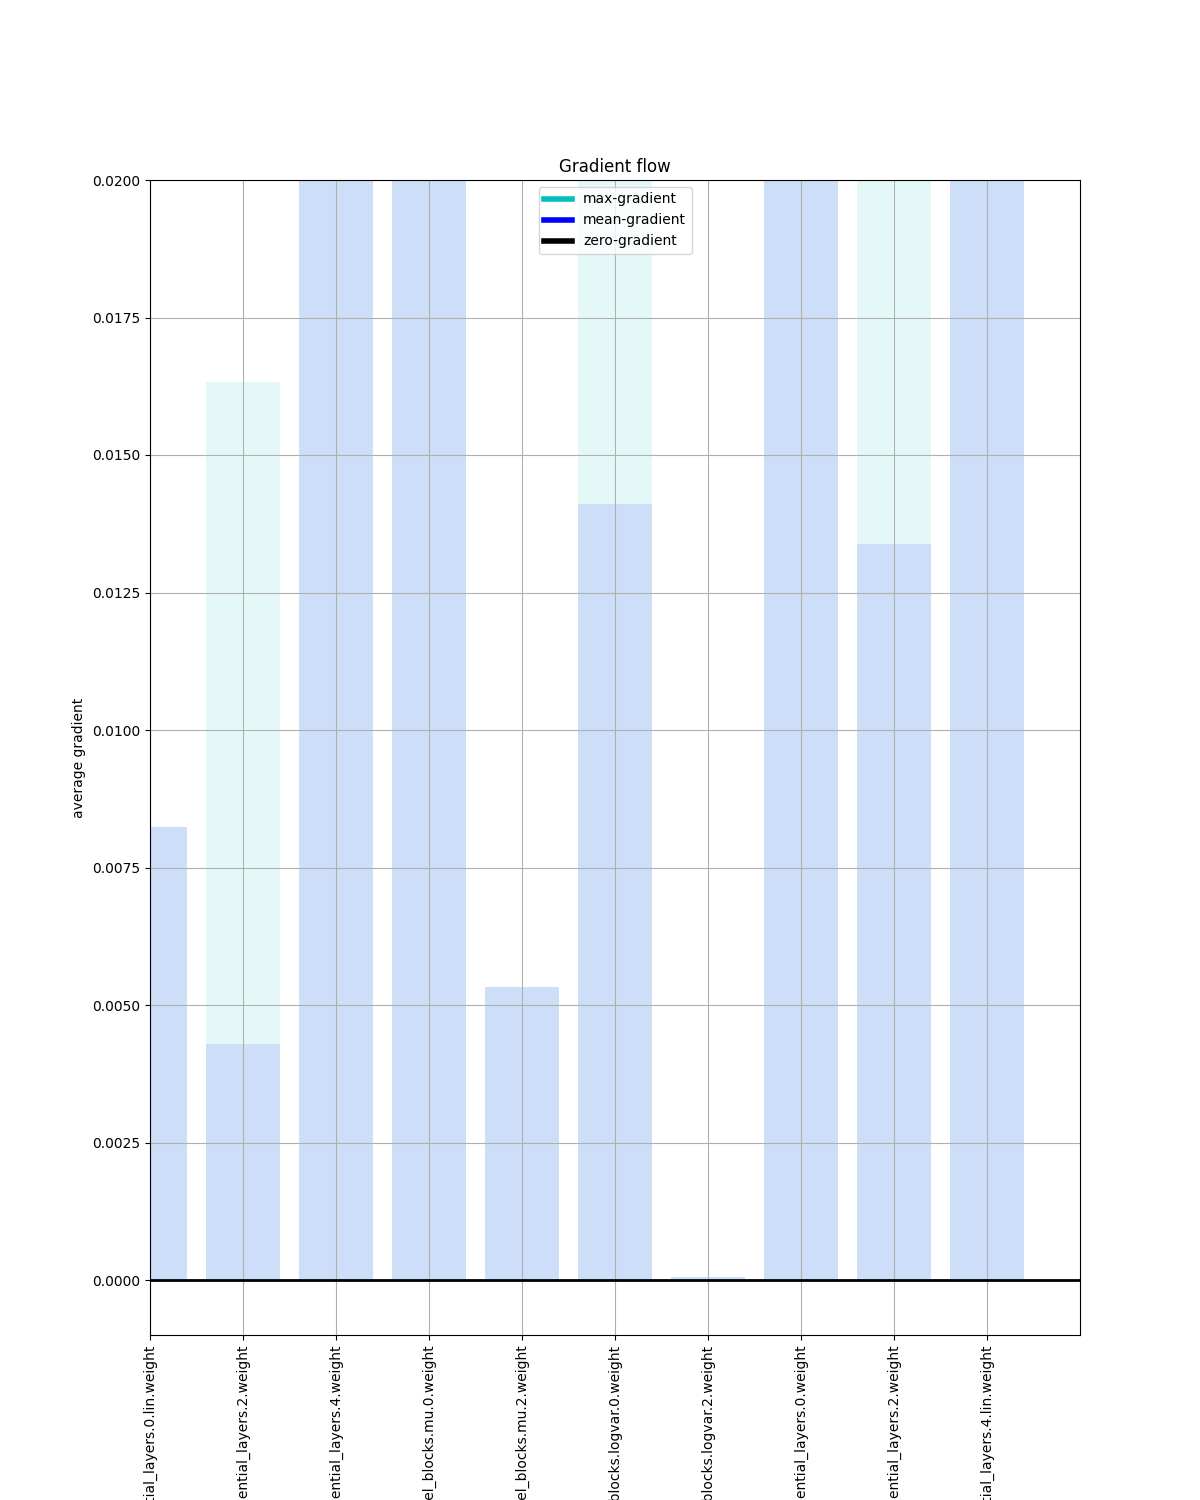 Gradient flow
max-gradient
mean-gradient
zero-gradient
0.0200
0.0175
0.0150
0.0125
0.0100
0.0075
0.0050
0.0025
0.0000
average gradient
tial_layers.0.lin.weight
ential_layers.2.weight
ential_layers.4.weight
el_blocks.mu.0.weight
el_blocks.mu.2.weight
blocks.logvar.0.weight
blocks.logvar.2.weight
ential_layers.0.weight
ential_layers.2.weight
tial_layers.4.lin.weight